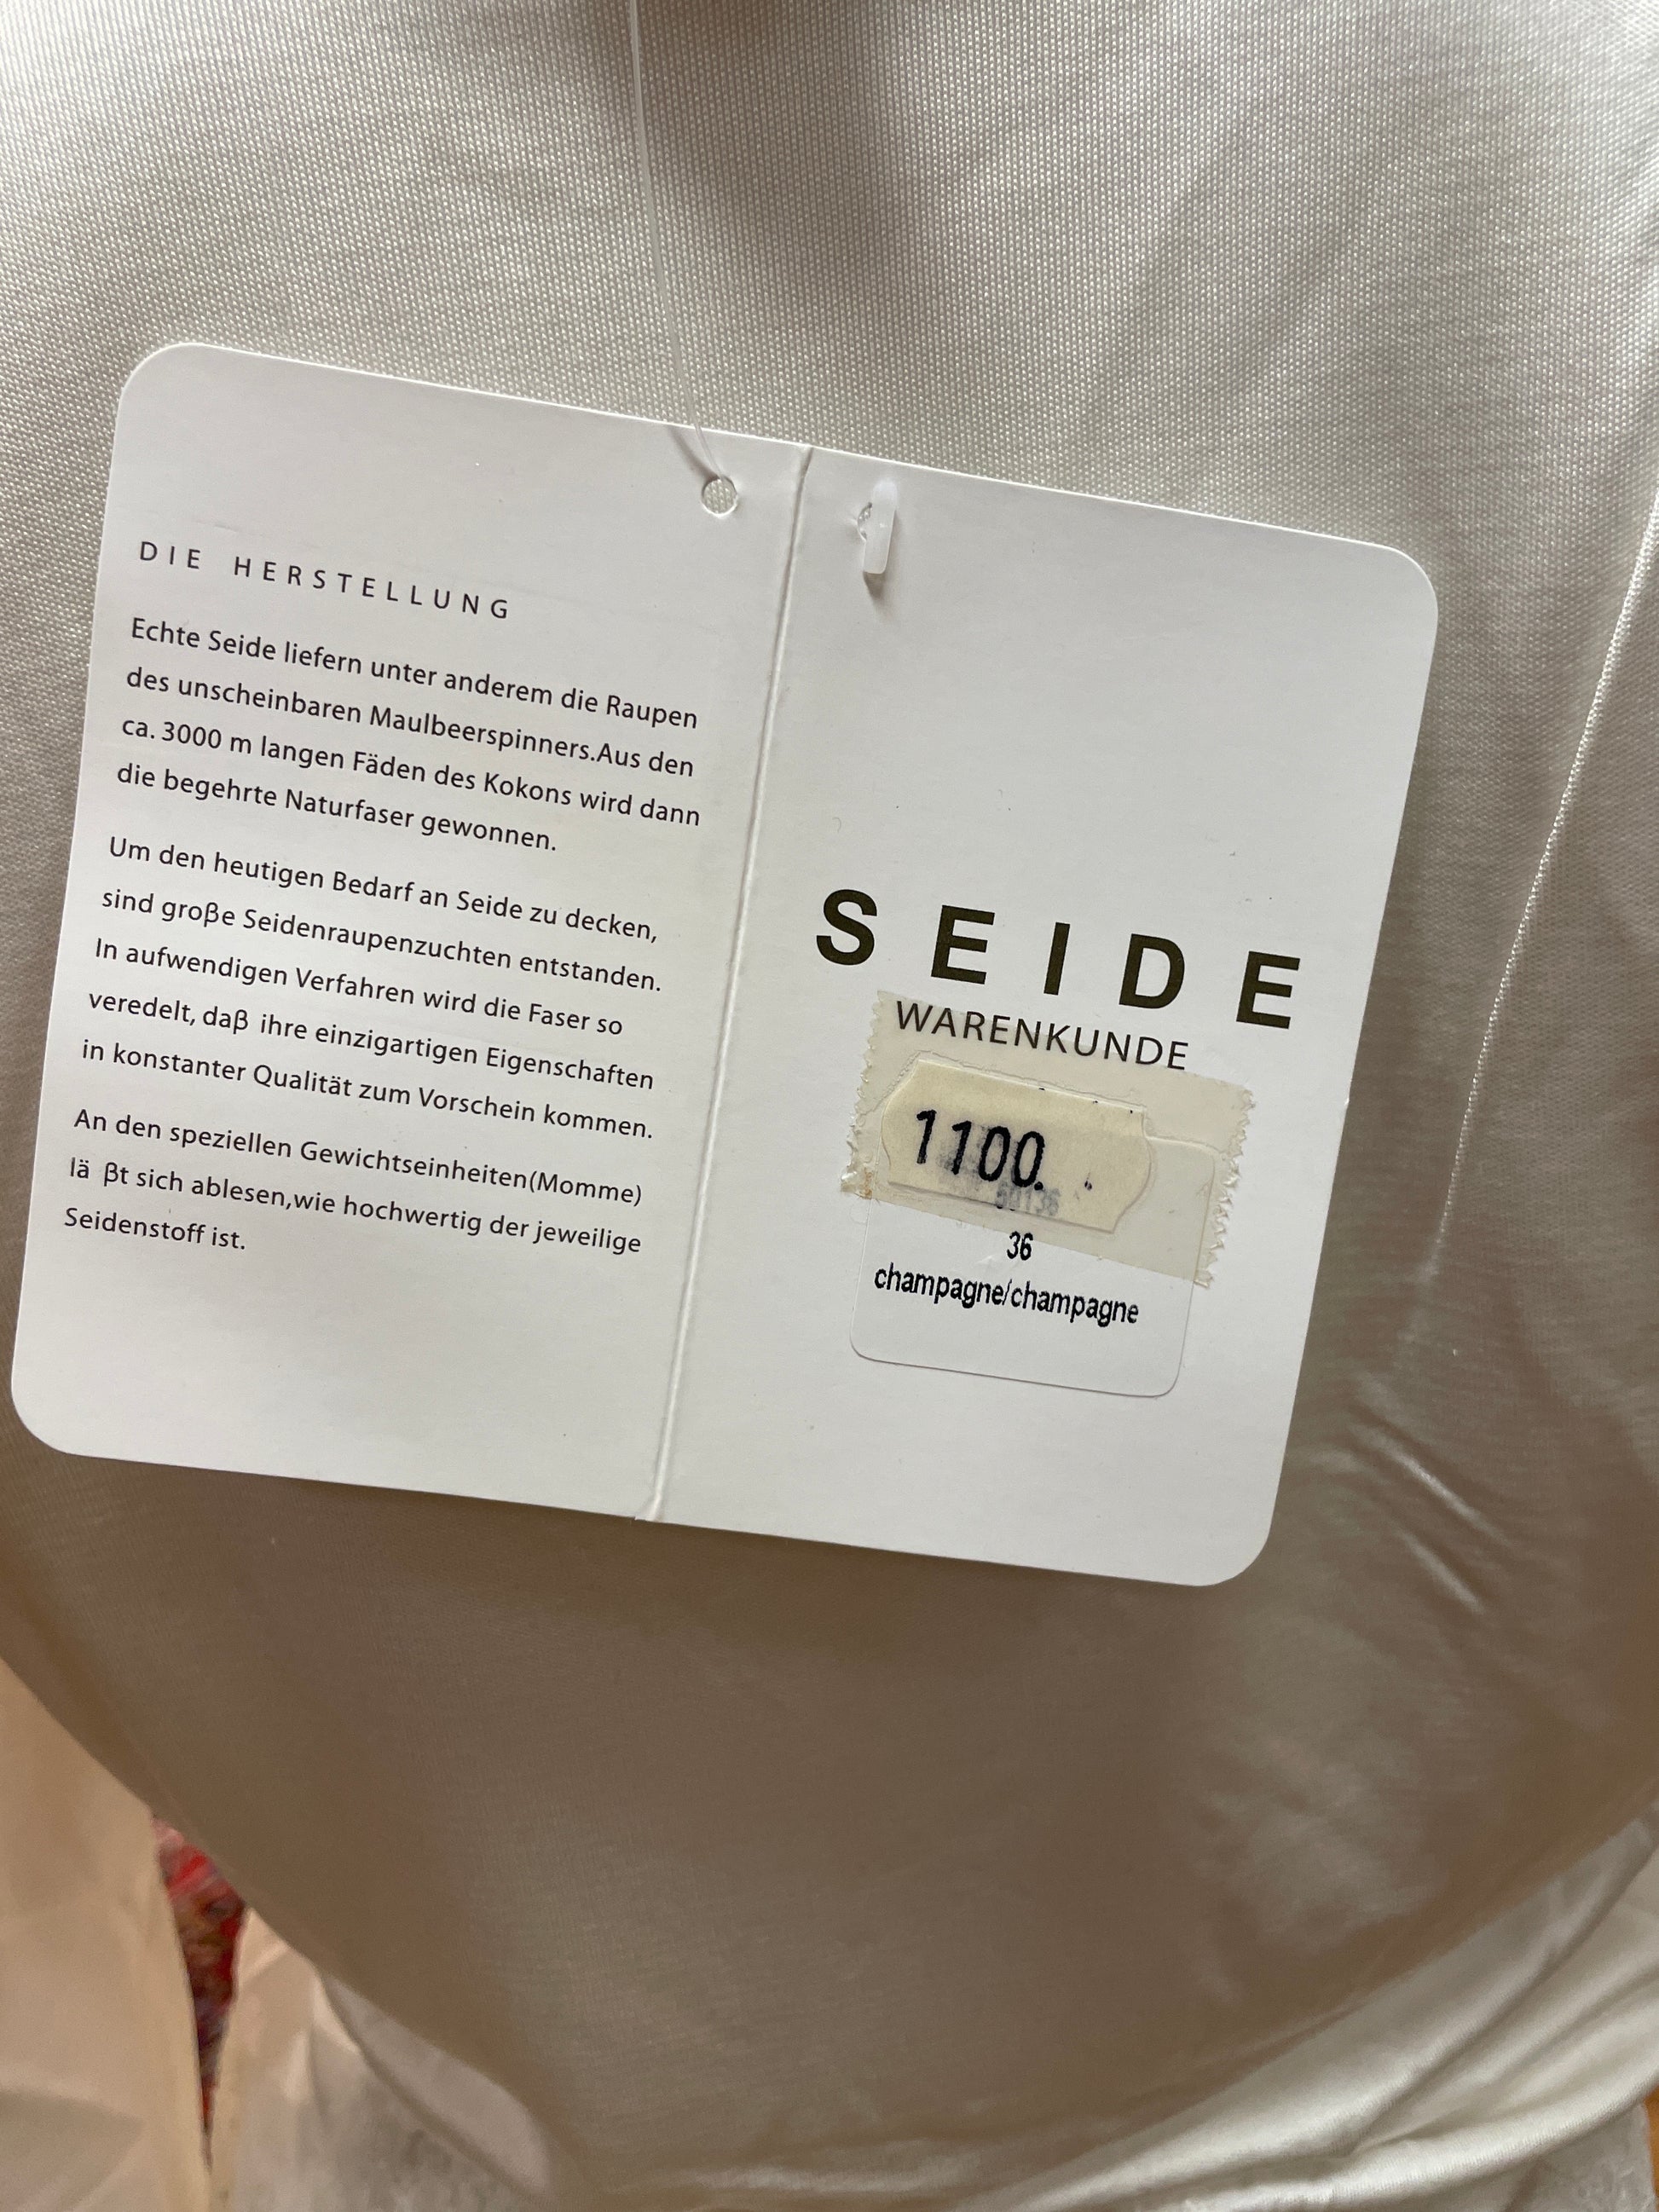 DIE HERSTELLUNG
Echte Seide liefern unter anderem die Raupen
des unscheinbaren Maulbeerspinners.Aus den
ca. 3000 m langen Fäden des Kokons wird dann
die begehrte Naturfaser gewonnen.
Um den heutigen Bedarf an Seide zu decken,
sind große Seidenraupenzuchten entstanden.
In aufwendigen Verfahren wird die Faser so
veredelt, daß ihre einzigartigen Eigenschaften
in konstanter Qualität zum Vorschein kommen.
An den speziellen Gewichtseinheiten(Momme)
lä ßt sich ablesen,wie hochwertig der jeweilige
Seidenstoff ist.
SEIDE
WARENKUNDE
1100.
36
champagne/champagne